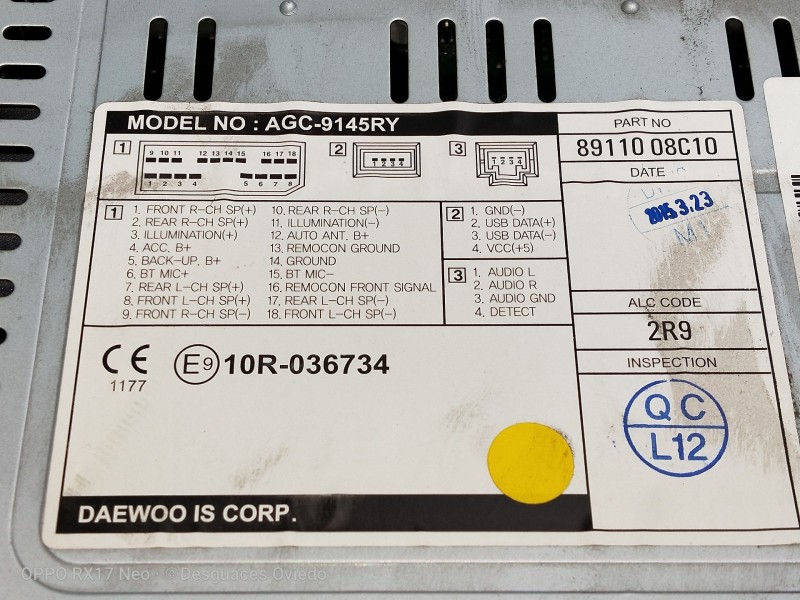 MODEL NO : AGC-9145RY
PART NO
89110 08C10
DATE
2015.3.23
ALC CODE
2R9
INSPECTION
QC
L12
1
9 10 11 12 13 14 15 16 17 18
1 2 3 4 5 6 7 8
2
1 2 3 4
3
1
1. FRONT R-CH SP(+)
2. REAR R-CH SP(+)
3. ILLUMINATION(+)
4. ACC, B+
5. BACK-UP, B+
6. BT MIC+
7. REAR L-CH SP(+)
8. FRONT L-CH SP(+)
9. FRONT R-CH SP(-)
10. REAR R-CH SP(-)
11. ILLUMINATION(-)
12. AUTO ANT, B+
13. REMOCON GROUND
14. GROUND
15. BT MIC-
16. REMOCON FRONT SIGNAL
17. REAR L-CH SP(-)
18. FRONT L-CH SP(-)
2
1. GND(-)
2. USB DATA(+)
3. USB DATA(-)
4. VCC(+5)
3
1. AUDIO L
2. AUDIO R
3. AUDIO GND
4. DETECT
CE
1177
E9 10R-036734
DAEWOO IS CORP.
OPPO RX17 Neo - © Desguaces Oviedo